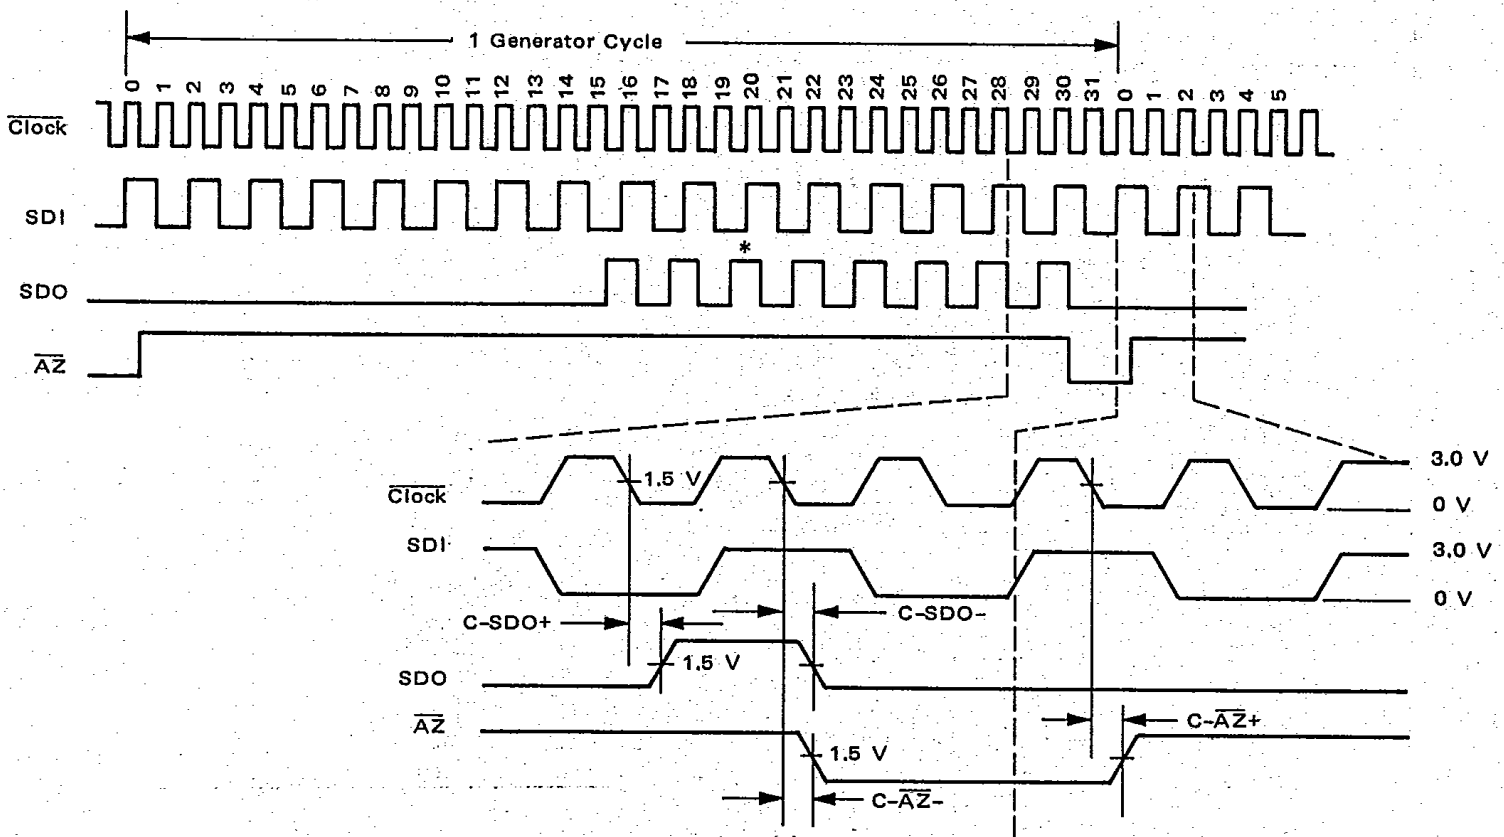 1 Generator Cycle
0 1 2 3 4 5 6 7 8 9 10 11 12 13 14 15 16 17 18 19 20 21 22 23 24 25 26 27 28 29 30 31 0 1 2 3 4 5
Clock
SDI
*
SDO
AZ
1.5 V
3.0 V
Clock
0 V
SDI
3.0 V
0 V
C-SDO+
C-SDO-
1.5 V
SDO
AZ
C-AZ+
1.5 V
C-AZ-